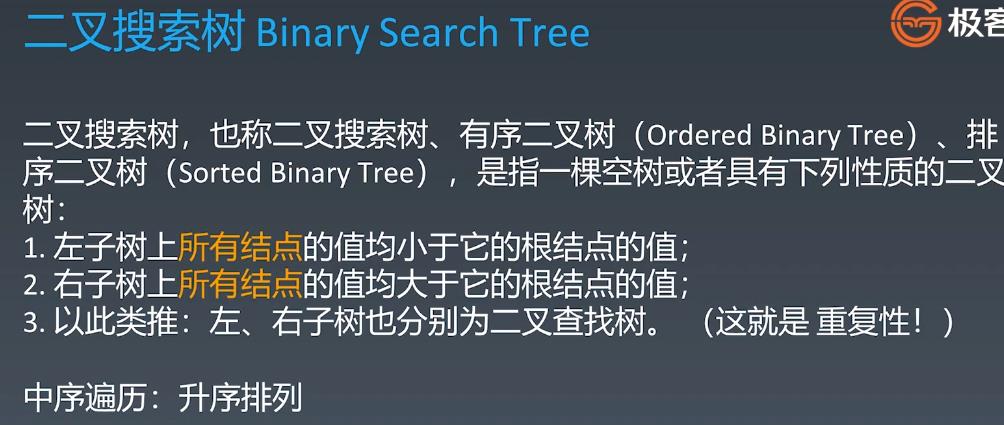 二叉搜索树 Binary Search Tree
极客
二叉搜索树，也称二叉搜索树、有序二叉树（Ordered Binary Tree）、排
序二叉树（Sorted Binary Tree），是指一棵空树或者具有下列性质的二叉
树：
1. 左子树上所有结点的值均小于它的根结点的值；
2. 右子树上所有结点的值均大于它的根结点的值；
3. 以此类推：左、右子树也分别为二叉查找树。 （这就是 重复性！）
中序遍历：升序排列